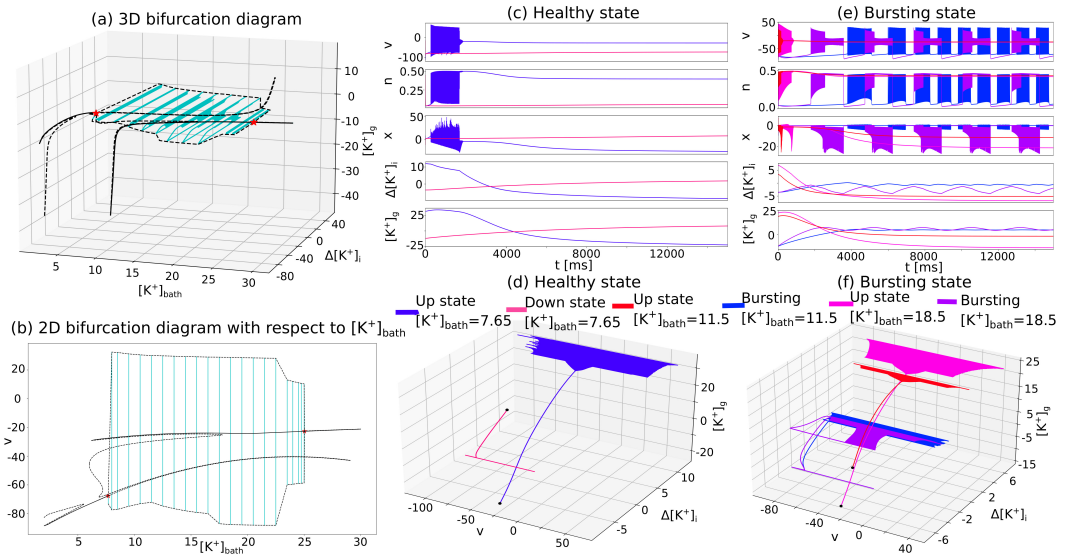 (a) 3D bifurcation diagram
10
0
-10
-20
-30
-40
[K⁺]g
40
0
-40
-80
Δ[K⁺]i
5
10
15
20
25
30
[K⁺]bath
(b) 2D bifurcation diagram with respect to [K⁺]bath
20
0
-20
-40
-60
-80
v
5
10
15
20
25
30
[K⁺]bath
(c) Healthy state
v
0
-100
n
0.50
0.25
x
50
0
Δ[K⁺]i
10
0
[K⁺]g
25
-25
0
4000
8000
12000
t [ms]
(e) Bursting state
v
50
-50
n
0.5
0.0
x
0
-20
Δ[K⁺]i
5
-5
[K⁺]g
25
0
0
4000
8000
12000
t [ms]
(d) Healthy state
(f) Bursting state
Up state
[K⁺]bath=7.65
Down state
[K⁺]bath=7.65
Up state
[K⁺]bath=11.5
Bursting
[K⁺]bath=11.5
Up state
[K⁺]bath=18.5
Bursting
[K⁺]bath=18.5
20
10
0
-10
-20
[K⁺]g
5
0
-5
Δ[K⁺]i
-100
-50
0
50
v
25
20
15
5
-5
-15
[K⁺]g
6
2
-2
-6
Δ[K⁺]i
-80
-40
0
40
v